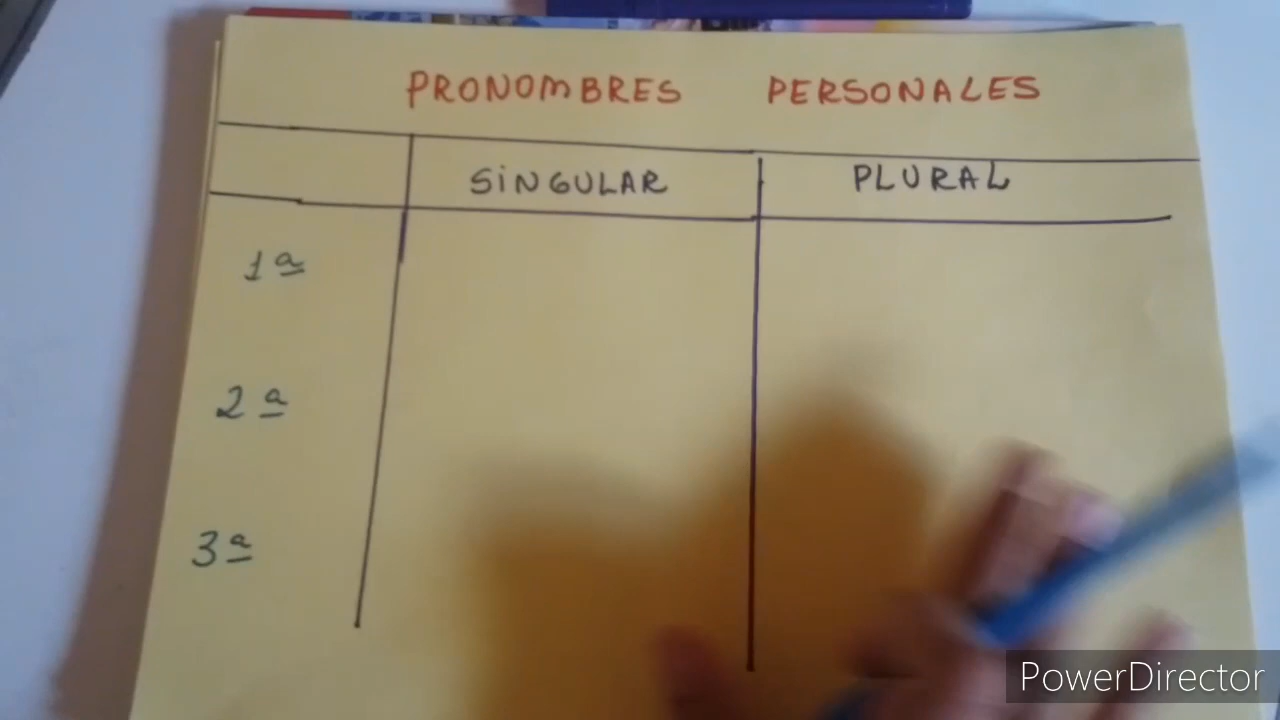 PRONOMBRES PERSONALES
SiNGULAR PLURAL
1ª
2ª
3ª
PowerDirector